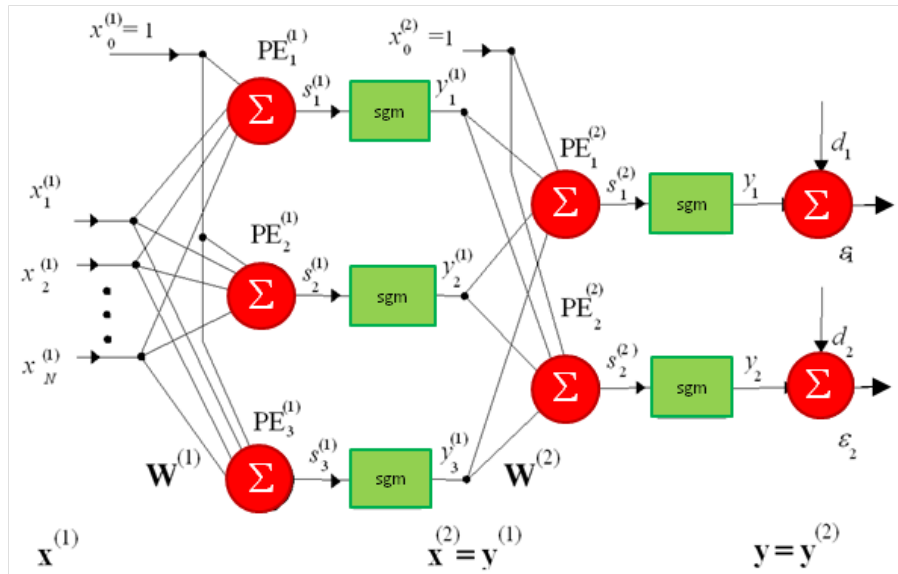 x₀⁽¹⁾=1
PE₁⁽¹⁾
s₁⁽¹⁾
sgm
y₁⁽¹⁾
x₀⁽²⁾=1
Σ
PE₁⁽²⁾
s₁⁽²⁾
sgm
y₁
d₁
Σ
ε₁
Σ
x₁⁽¹⁾
x₂⁽¹⁾
x_N⁽¹⁾
PE₂⁽¹⁾
Σ
s₂⁽¹⁾
sgm
y₂⁽¹⁾
PE₂⁽²⁾
Σ
s₂⁽²⁾
sgm
y₂
d₂
Σ
ε₂
PE₃⁽¹⁾
Σ
s₃⁽¹⁾
sgm
y₃⁽¹⁾
W⁽¹⁾
W⁽²⁾
x⁽¹⁾
x⁽²⁾=y⁽¹⁾
y=y⁽²⁾